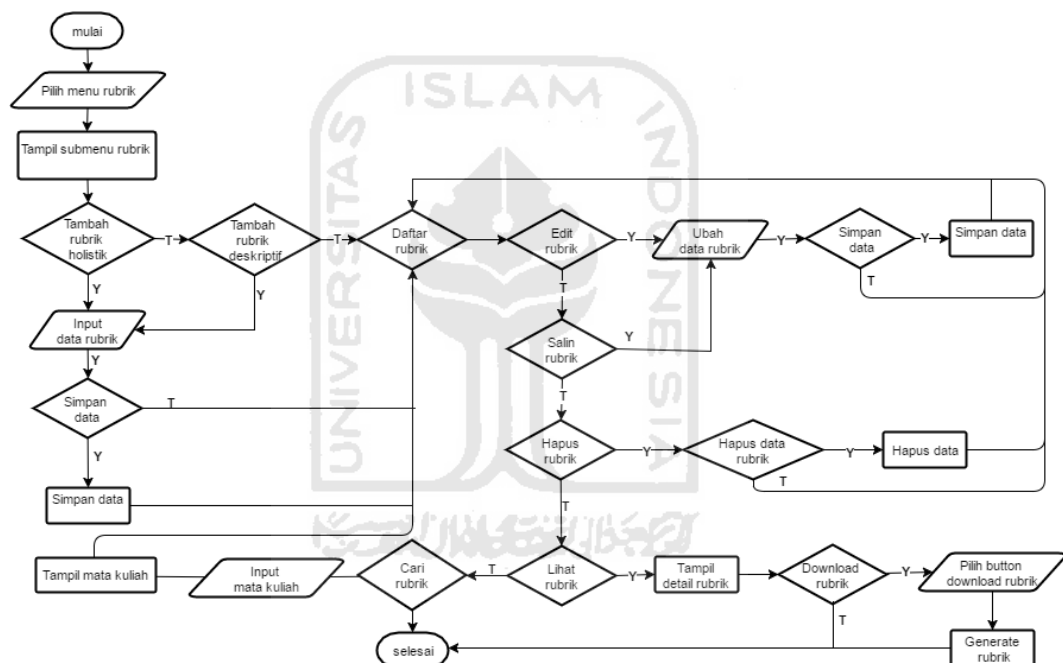 mulai
Pilih menu rubrik
Tampil submenu rubrik
Tambah
rubrik
holistik
T
Tambah
rubrik
deskriptif
T
Daftar
rubrik
Edit
rubrik
Y
Ubah
data rubrik
Y
Simpan
data
Y
Simpan data
Y
Y
T
T
Input
data rubrik
Salin
rubrik
Y
Y
T
Simpan
data
T
Y
Hapus
rubrik
Y
Hapus data
rubrik
Y
Hapus data
T
Simpan data
T
Tampil mata kuliah
Input
mata kuliah
Cari
rubrik
T
Lihat
rubrik
Y
Tampil
detail rubrik
Download
rubrik
Y
Pilih button
download rubrik
T
selesai
Generate
rubrik
UNIVERSITAS
ISLAM
INDONESIA